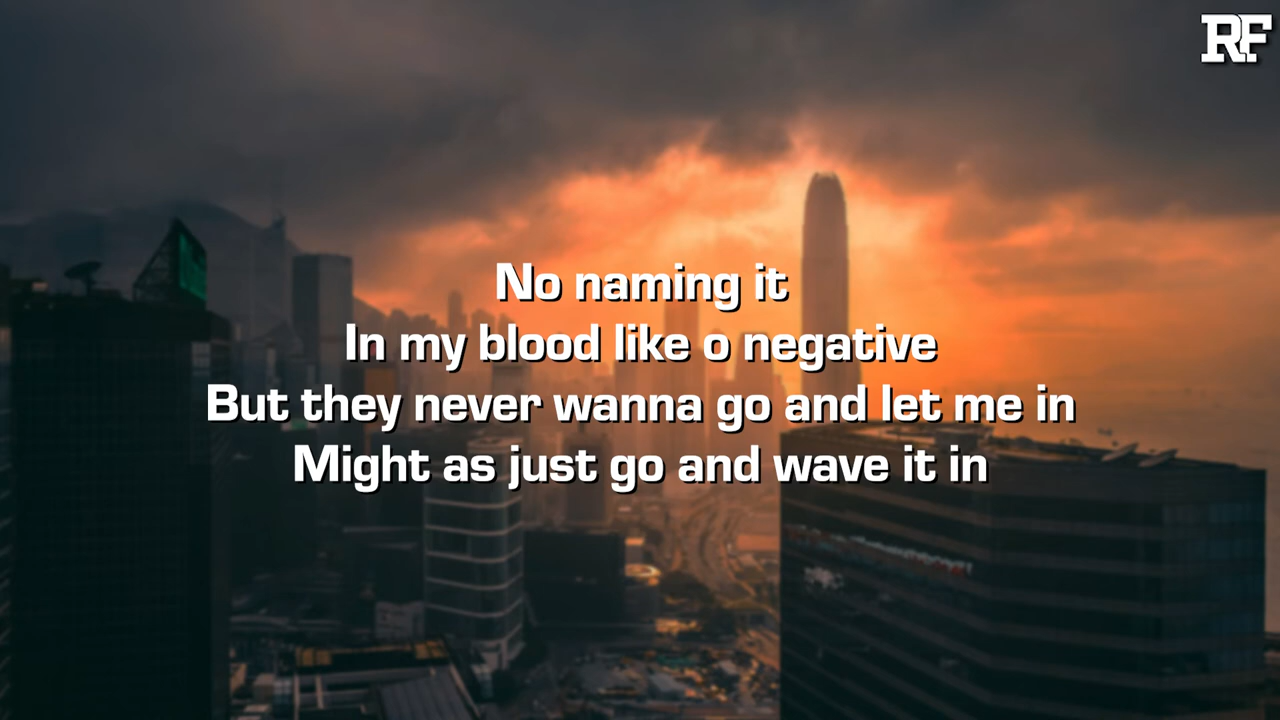 RF
No naming it
In my blood like o negative
But they never wanna go and let me in
Might as just go and wave it in